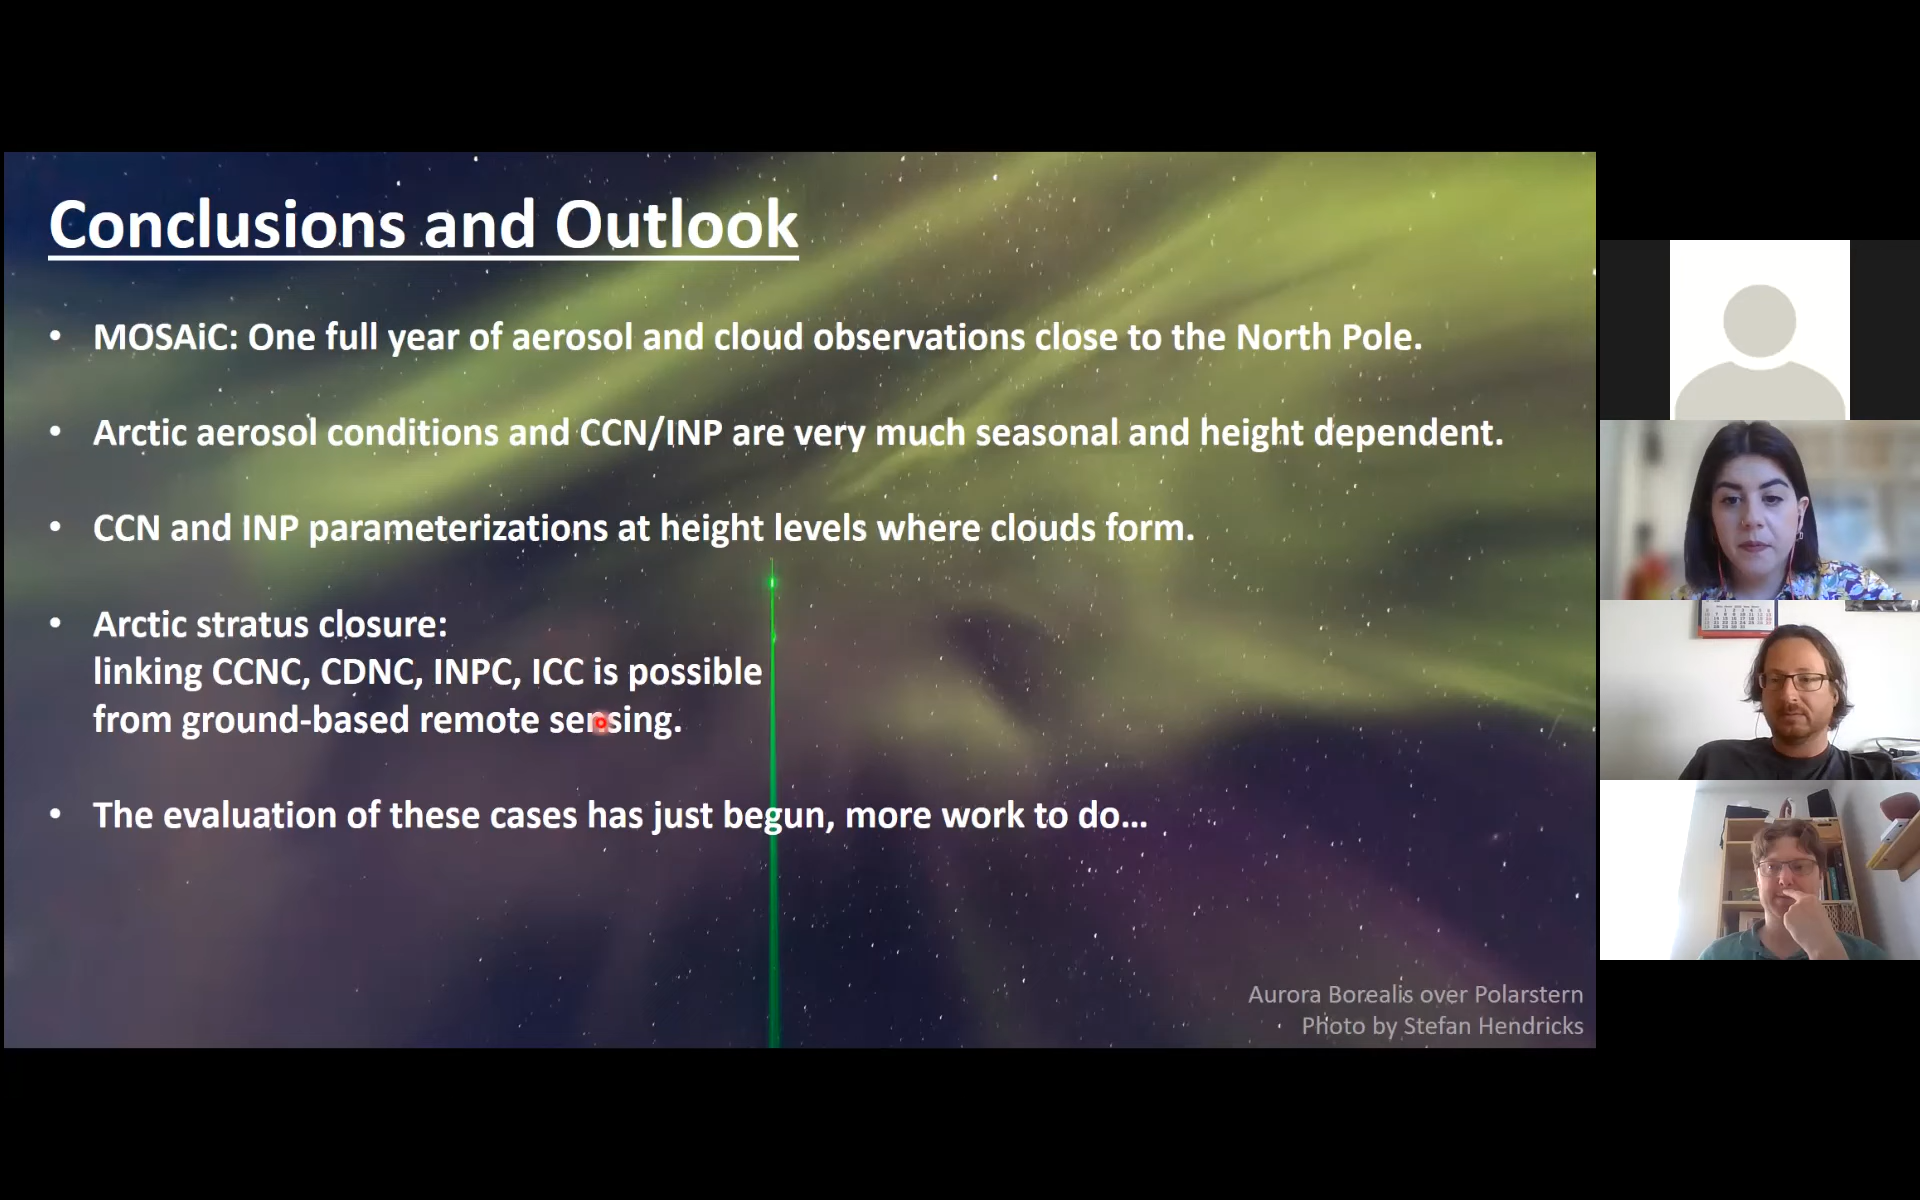 Conclusions and Outlook
• MOSAiC: One full year of aerosol and cloud observations close to the North Pole.
• Arctic aerosol conditions and CCN/INP are very much seasonal and height dependent.
• CCN and INP parameterizations at height levels where clouds form.
• Arctic stratus closure:
linking CCNC, CDNC, INPC, ICC is possible
from ground-based remote sensing.
• The evaluation of these cases has just begun, more work to do...
Aurora Borealis over Polarstern
Photo by Stefan Hendricks